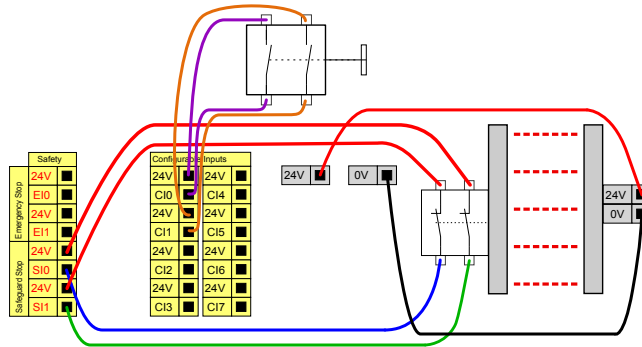 Safety
Emergency Stop
24V
EI0
24V
EI1
Safeguard Stop
24V
SI0
24V
SI1
Configurable Inputs
24V 24V
CI0 CI4
24V 24V
CI1 CI5
24V 24V
CI2 CI6
24V 24V
CI3 CI7
24V
0V
24V
0V